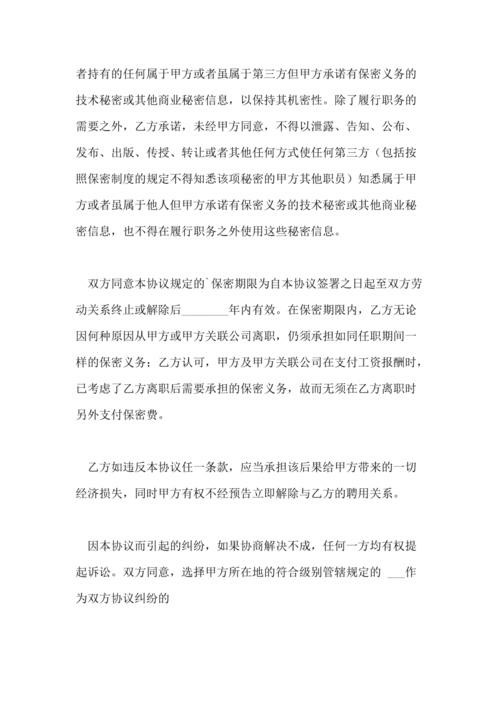 者持有的任何属于甲方或者虽属于第三方但甲方承诺有保密义务的
技术秘密或其他商业秘密信息，以保持其机密性。除了履行职务的
需要之外，乙方承诺，未经甲方同意，不得以泄露、告知、公布、
发布、出版、传授、转让或者其他任何方式使任何第三方（包括按
照保密制度的规定不得知悉该项秘密的甲方其他职员）知悉属于甲
方或者虽属于他人但甲方承诺有保密义务的技术秘密或其他商业秘
密信息，也不得在履行职务之外使用这些秘密信息。
双方同意本协议规定的`保密期限为自本协议签署之日起至双方劳
动关系终止或解除后________年内有效。在保密期限内，乙方无论
因何种原因从甲方或甲方关联公司离职，仍须承担如同任职期间一
样的保密义务；乙方认可，甲方及甲方关联公司在支付工资报酬时，
已考虑了乙方离职后需要承担的保密义务，故而无须在乙方离职时
另外支付保密费。
乙方如违反本协议任一条款，应当承担该后果给甲方带来的一切
经济损失，同时甲方有权不经预告立即解除与乙方的聘用关系。
因本协议而引起的纠纷，如果协商解决不成，任何一方均有权提
起诉讼。双方同意，选择甲方所在地的符合级别管辖规定的 ___作
为双方协议纠纷的